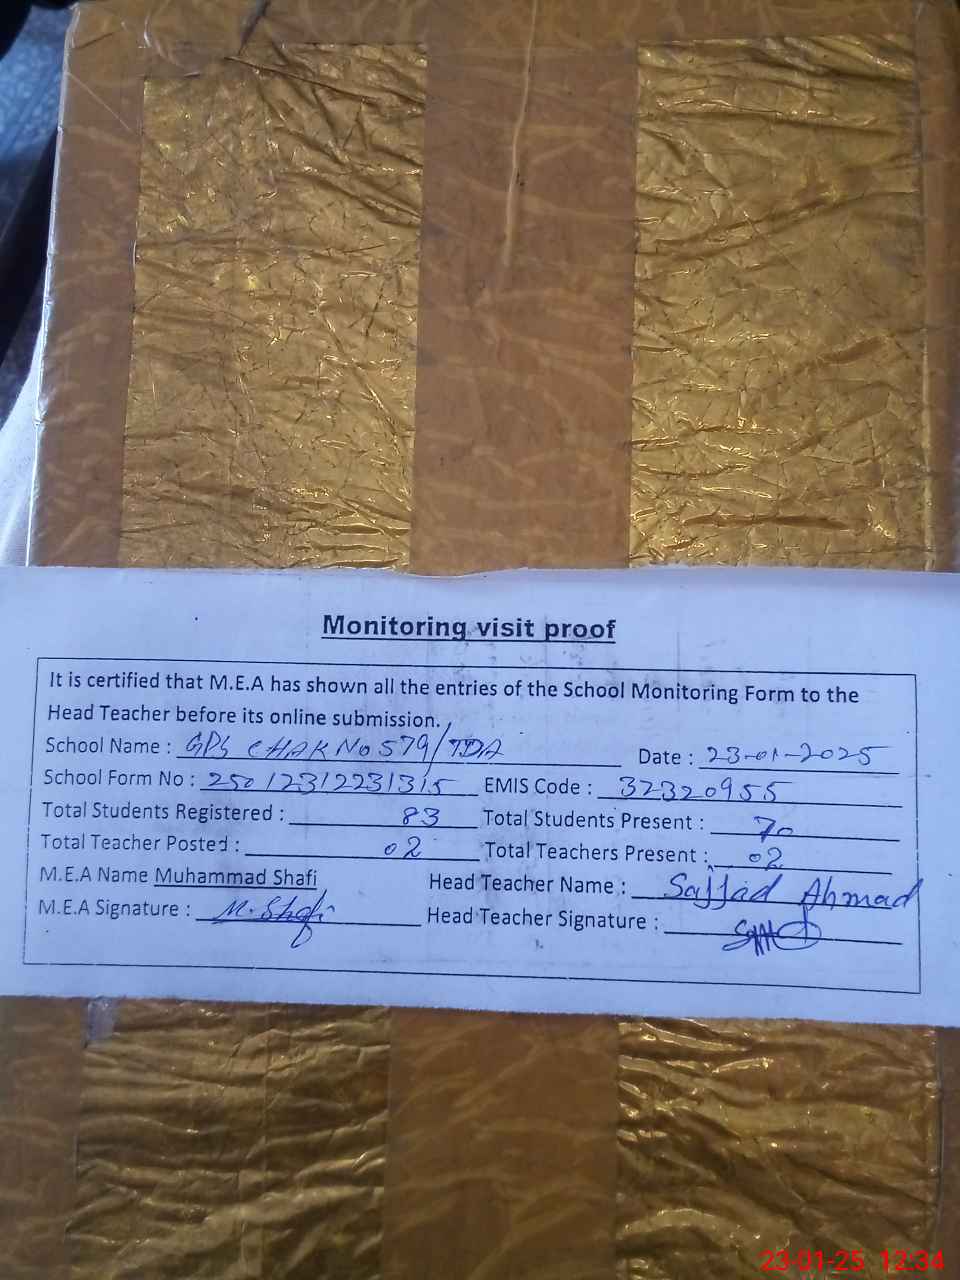 Monitoring visit proof
It is certified that M.E.A has shown all the entries of the School Monitoring Form to the
Head Teacher before its online submission.
School Name : GPS CHAK No 579/TDA Date : 23-01-2025
School Form No : 25012312231315 EMIS Code : 32320955
Total Students Registered : 83 Total Students Present : 70
Total Teacher Posted : 02 Total Teachers Present : 02
M.E.A Name Muhammad Shafi Head Teacher Name : Sajjad Ahmad
M.E.A Signature : M. Shafi Head Teacher Signature :
23-01-25 12:34